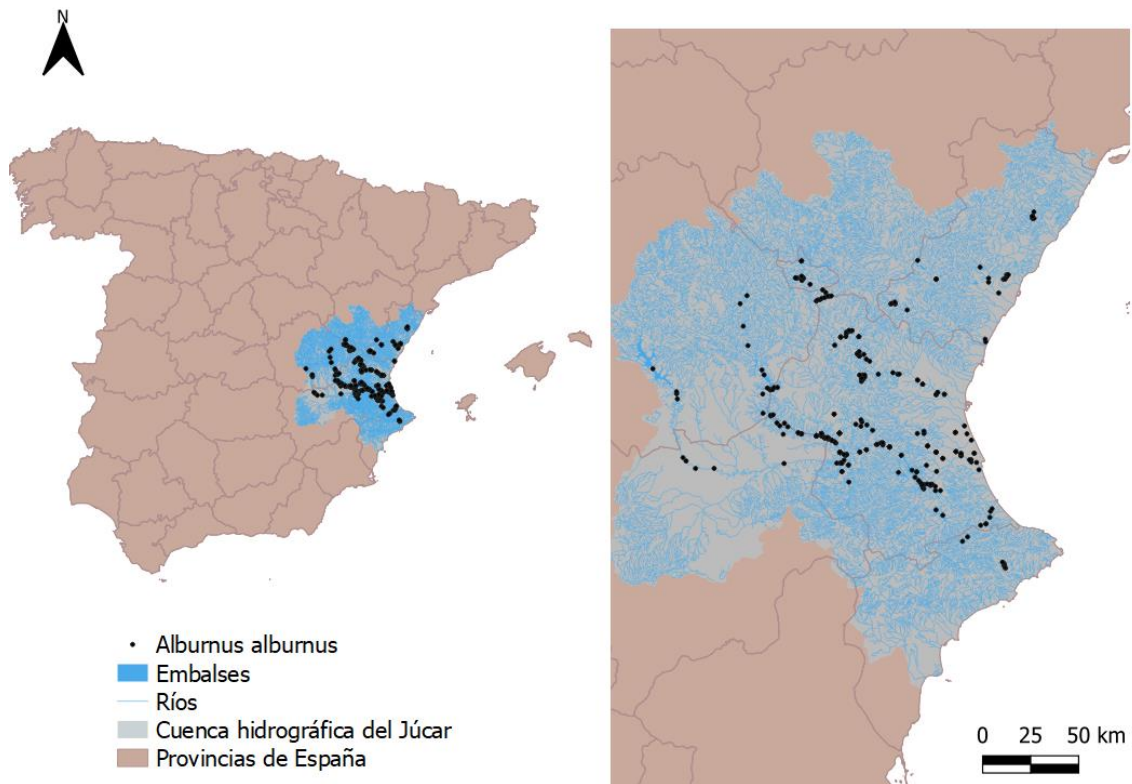 N
Alburnus alburnus
Embalses
Ríos
Cuenca hidrográfica del Júcar
Provincias de España
0 25 50 km